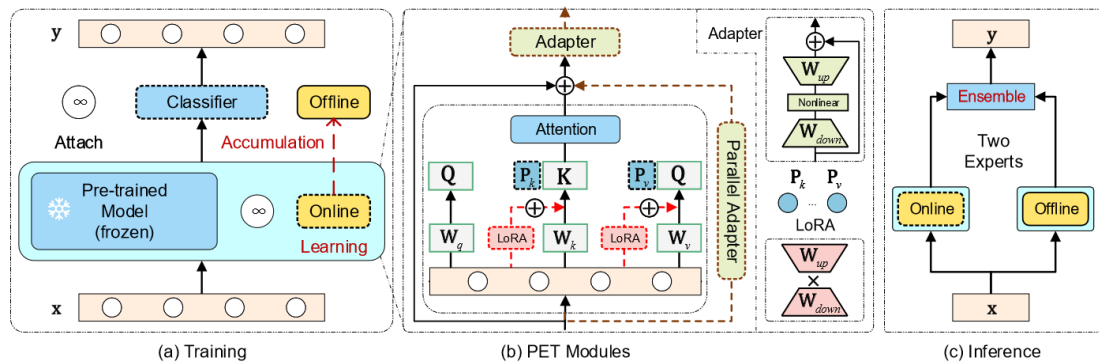 y
∞
Attach
Classifier
Offline
Accumulation
Pre-trained
Model
(frozen)
∞
Online
Learning
x
(a) Training
Adapter
Attention
Q
P_k
K
P_v
Q
LoRA
LoRA
W_q
W_k
W_v
Parallel Adapter
(b) PET Modules
Adapter
W_up
Nonlinear
W_down
P_k P_v
...
LoRA
W_up
×
W_down
y
Ensemble
Two
Experts
Online
Offline
x
(c) Inference